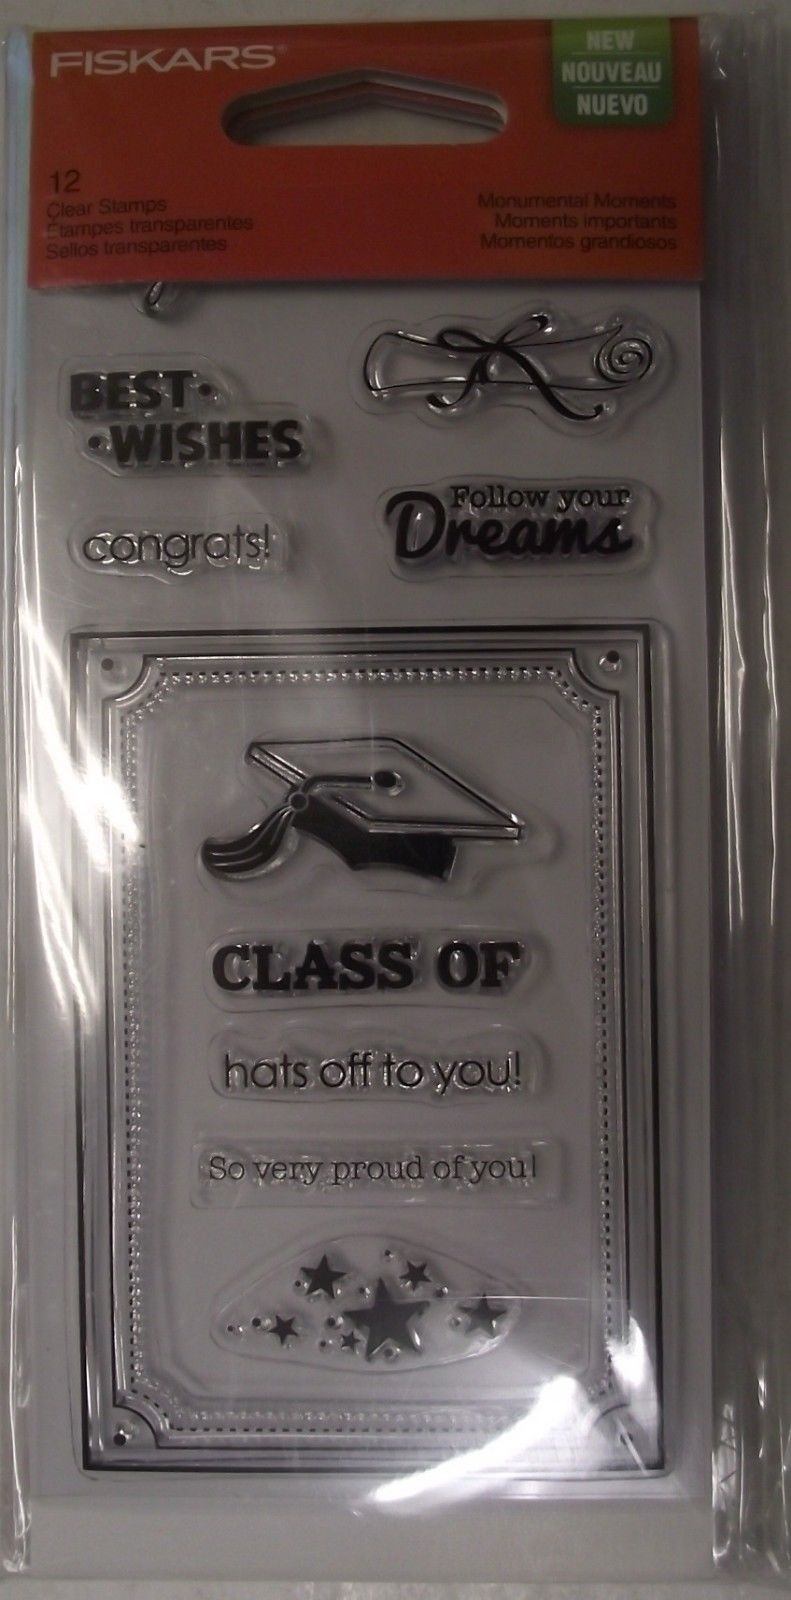 FISKARS®
NEW
NOUVEAU
NUEVO
12
Clear Stamps
Étampes transparentes
Sellos transparentes
Monumental Moments
Moments importants
Momentos grandiosos
BEST
WISHES
congrats!
Follow your
Dreams
CLASS OF
hats off to you!
So very proud of you!